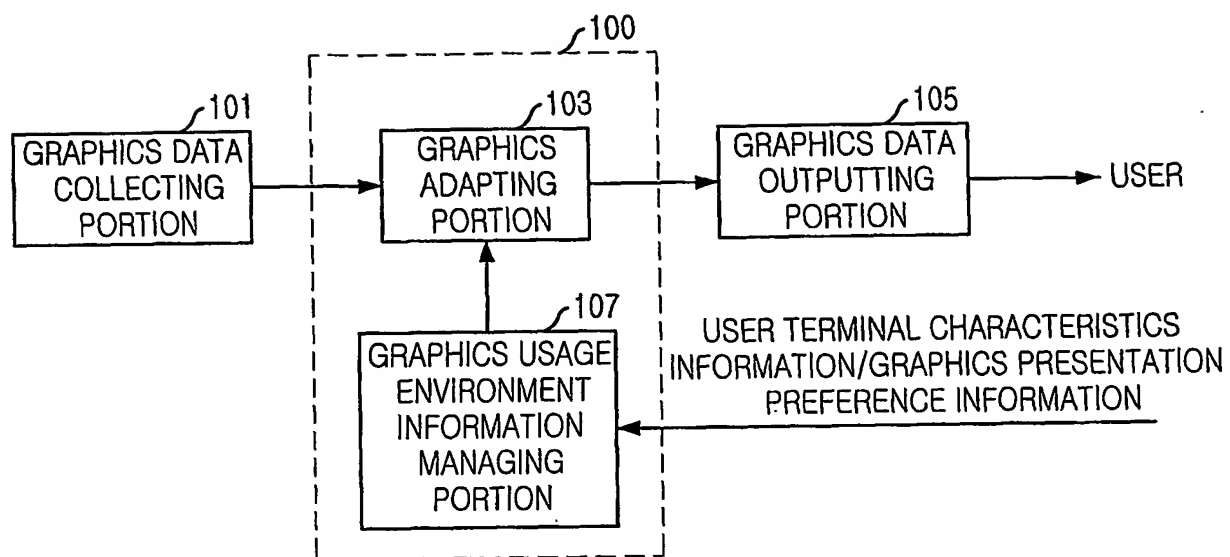 100
101
GRAPHICS DATA
COLLECTING
PORTION
103
GRAPHICS
ADAPTING
PORTION
105
GRAPHICS DATA
OUTPUTTING
PORTION
USER
107
GRAPHICS USAGE
ENVIRONMENT
INFORMATION
MANAGING
PORTION
USER TERMINAL CHARACTERISTICS
INFORMATION/GRAPHICS PRESENTATION
PREFERENCE INFORMATION